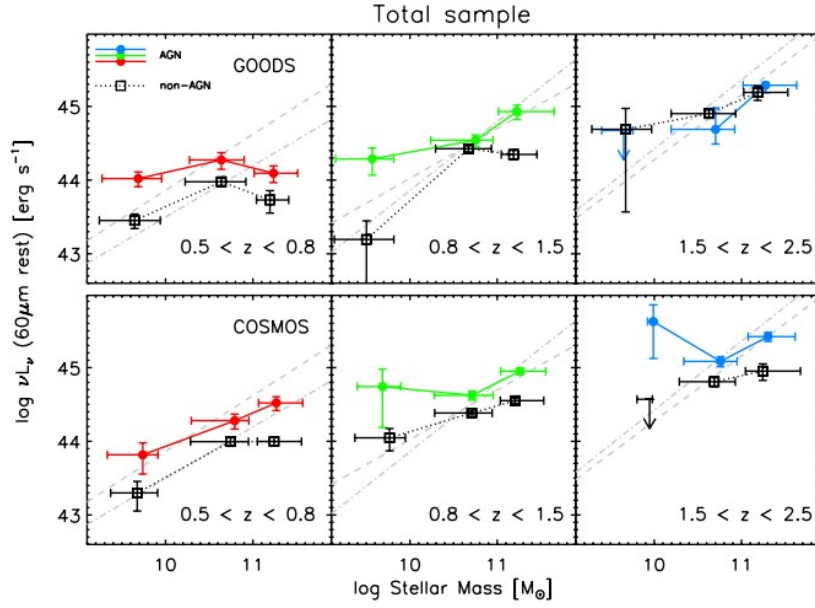 Total sample
AGN
non-AGN
GOODS
0.5 < z < 0.8
0.8 < z < 1.5
1.5 < z < 2.5
COSMOS
0.5 < z < 0.8
0.8 < z < 1.5
1.5 < z < 2.5
45
44
43
45
44
43
10 11 10 11 10 11
log νLν (60μm rest) [erg s⁻¹]
log Stellar Mass [M⊙]